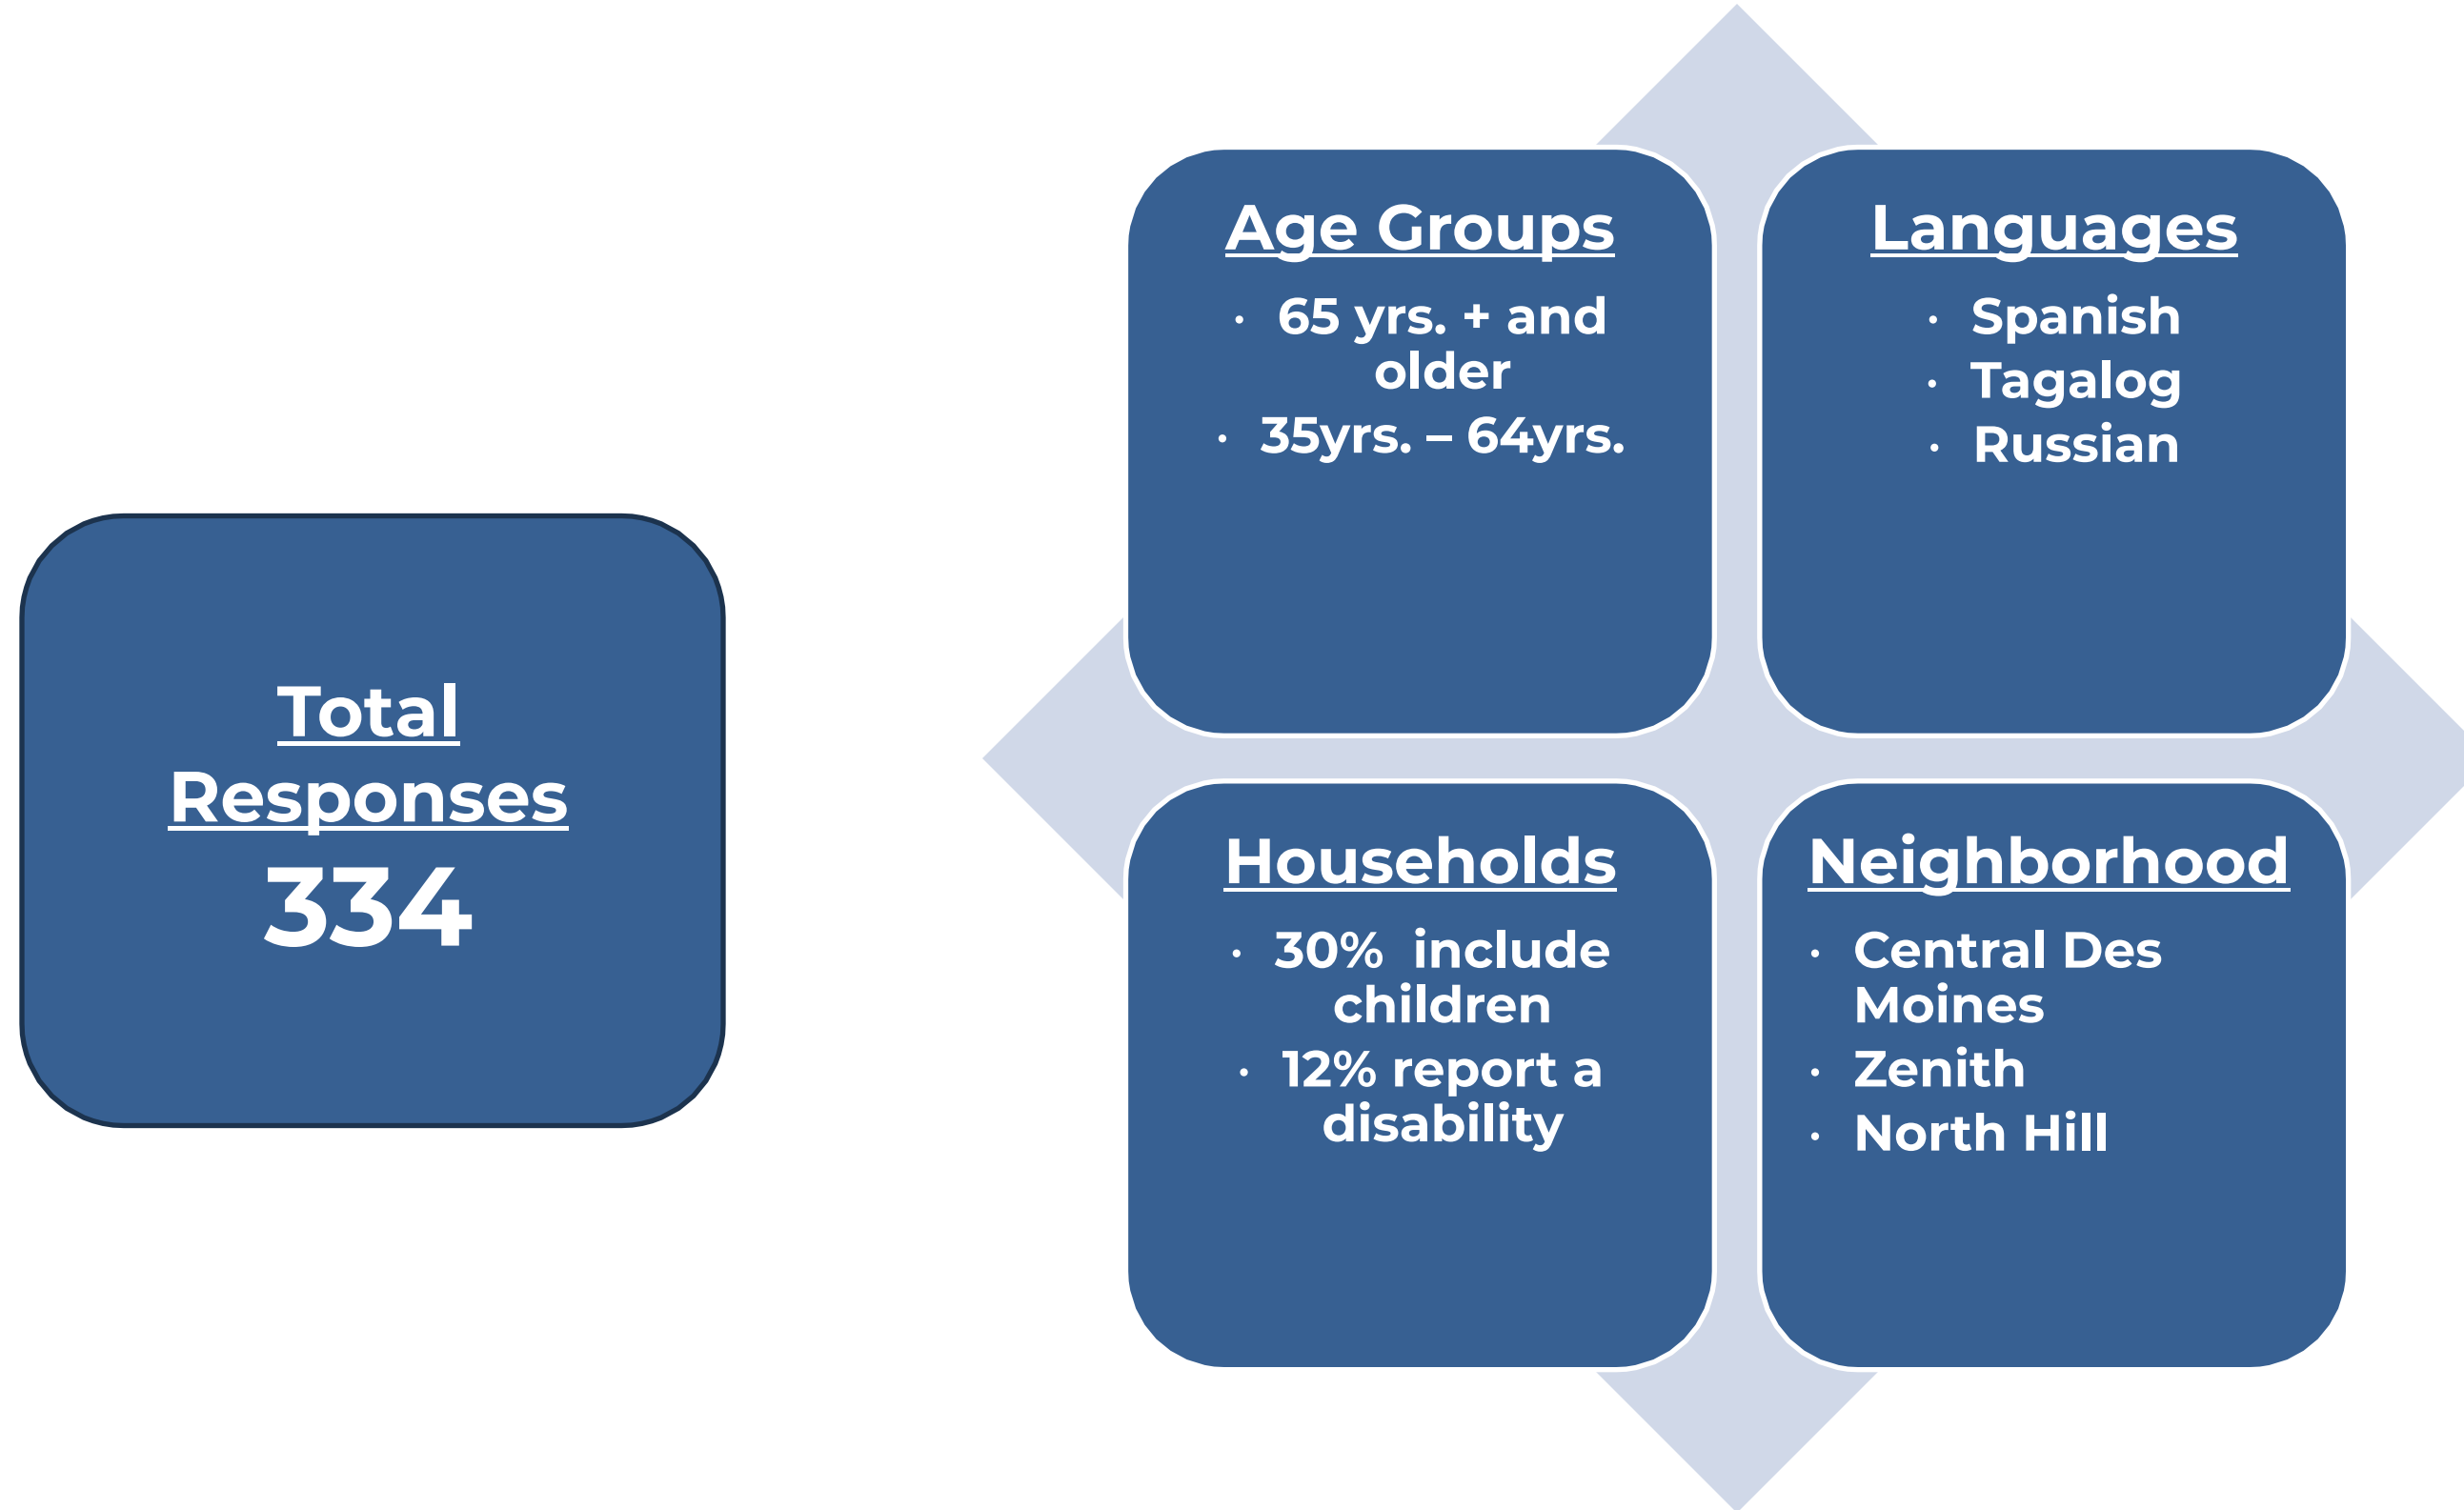 Total
Responses
334
Age Groups
• 65 yrs. + and
older
• 35yrs. – 64yrs.
Languages
• Spanish
• Tagalog
• Russian
Households
• 30% include
children
• 12% report a
disability
Neighborhood
• Central Des
Moines
• Zenith
• North Hill